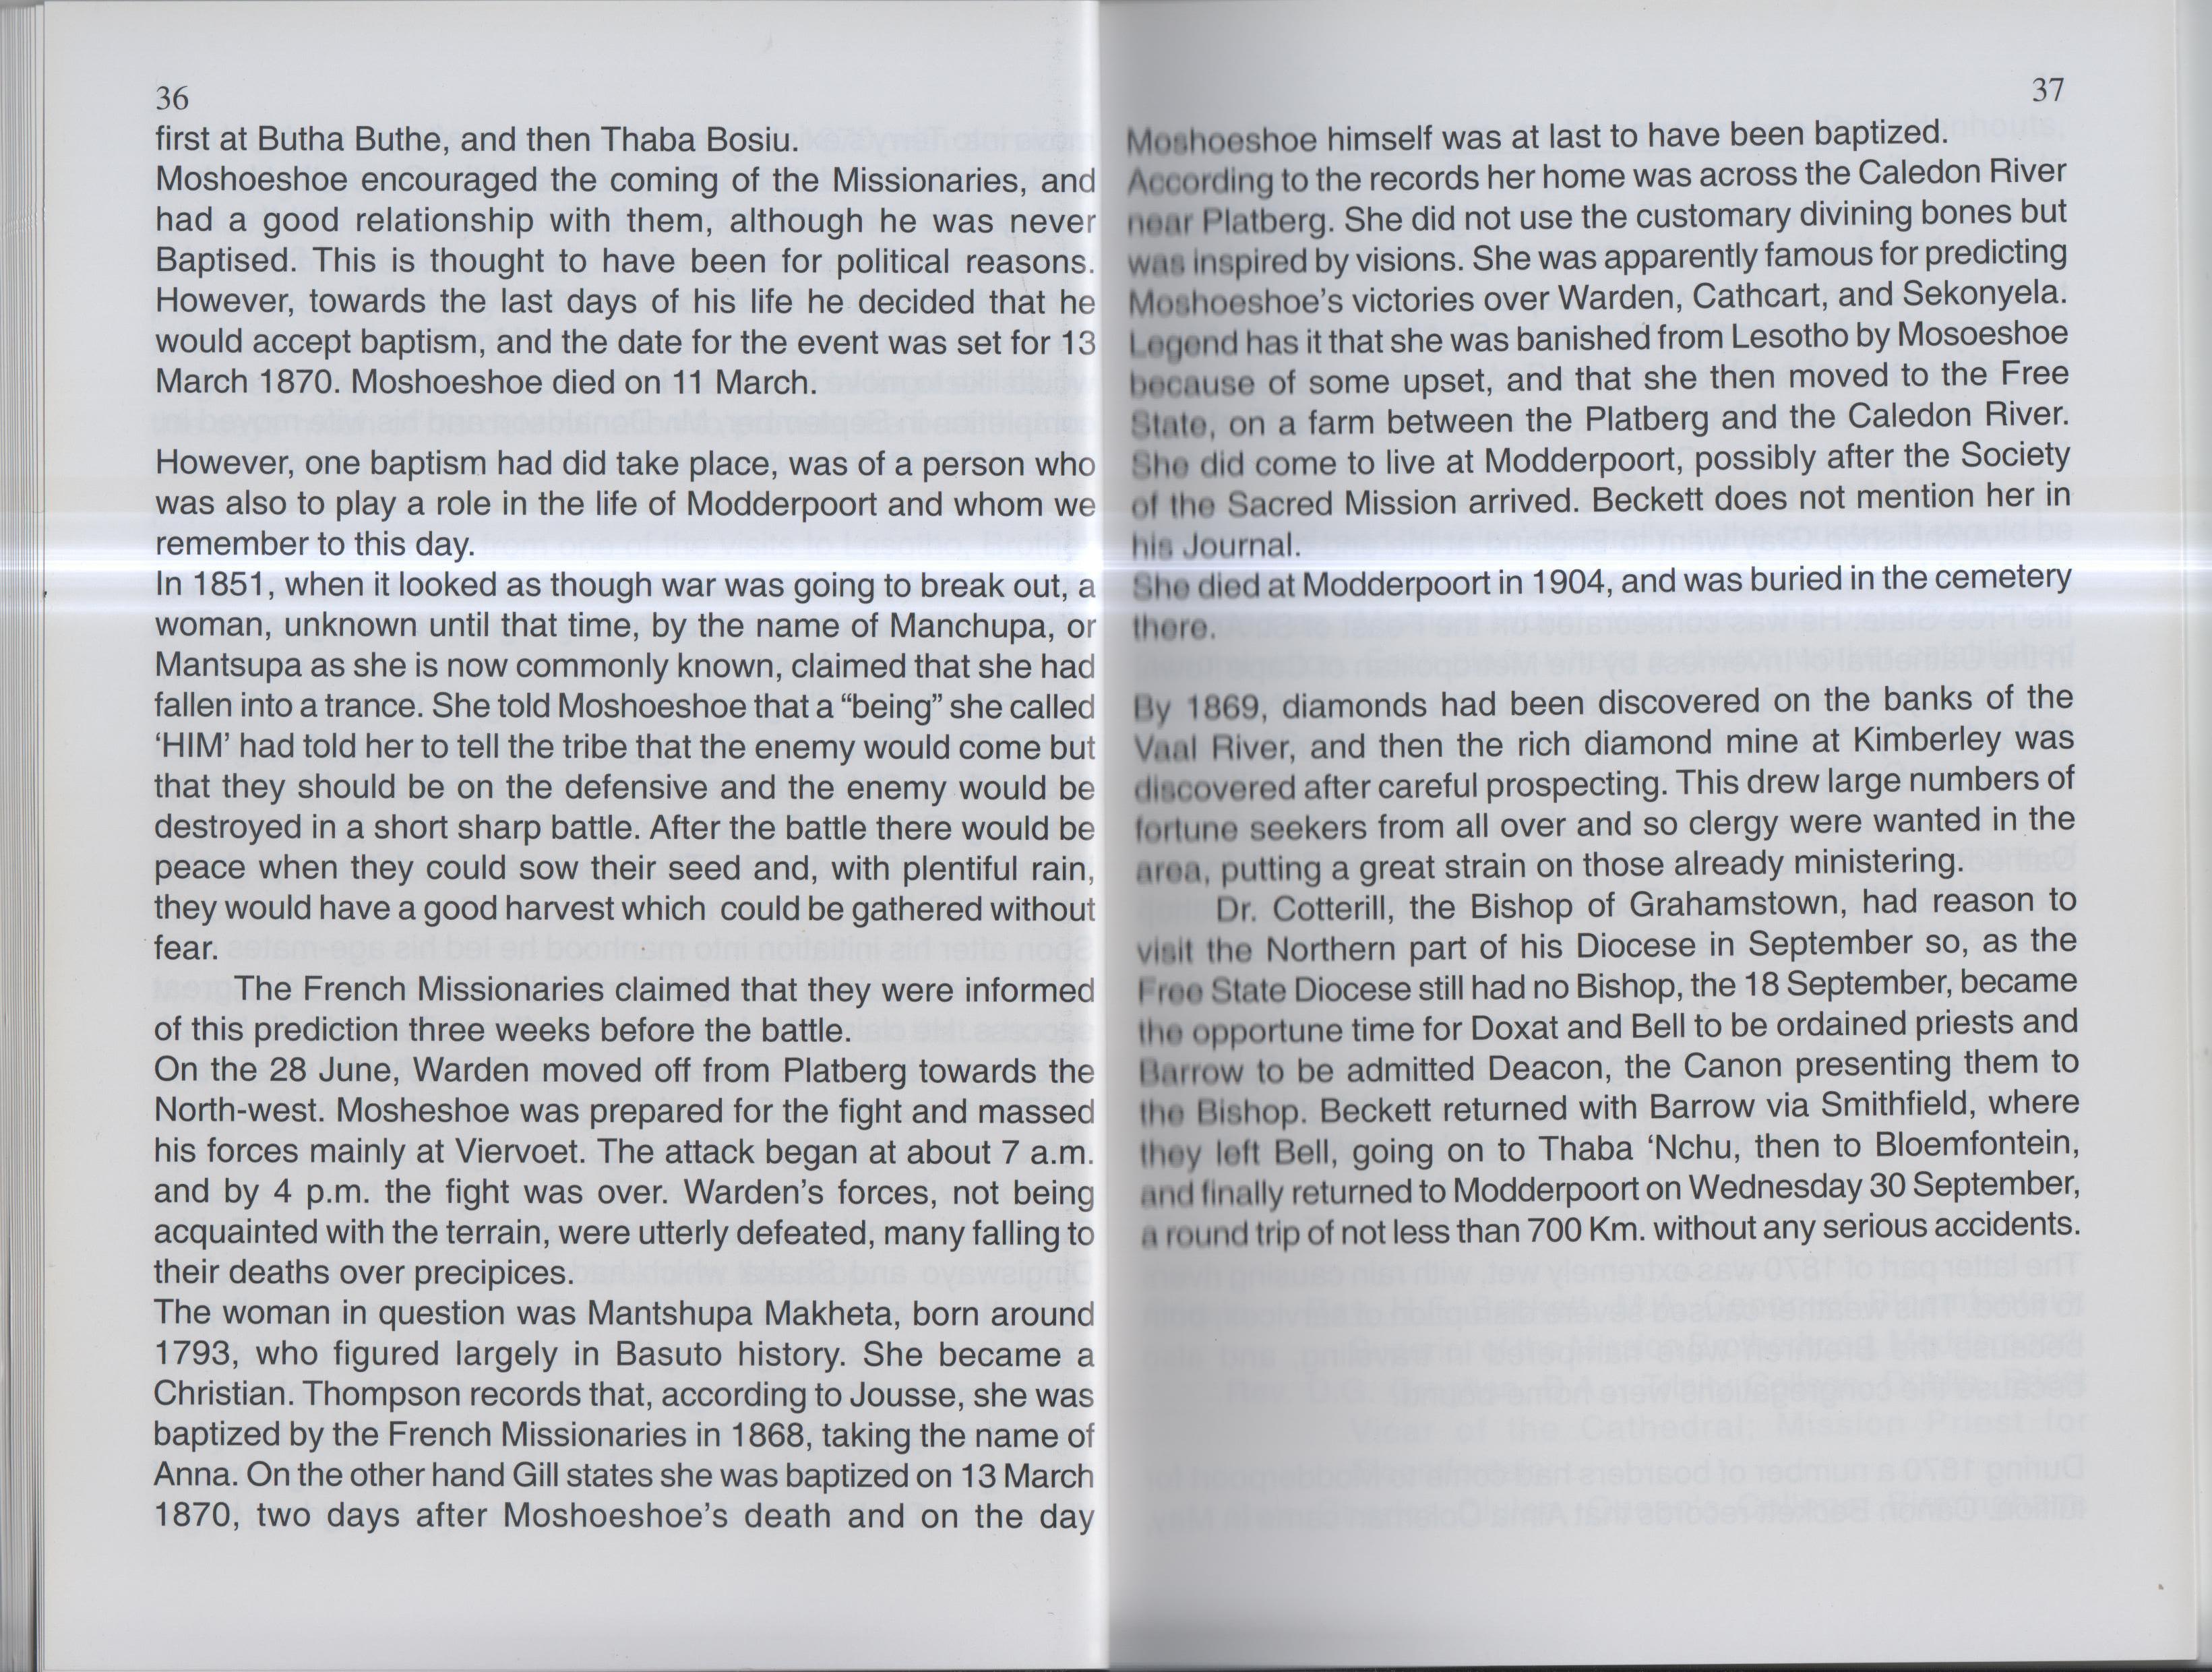 36
first at Butha Buthe, and then Thaba Bosiu.
Moshoeshoe encouraged the coming of the Missionaries, and
had a good relationship with them, although he was never
Baptised. This is thought to have been for political reasons.
However, towards the last days of his life he decided that he
would accept baptism, and the date for the event was set for 13
March 1870. Moshoeshoe died on 11 March.
However, one baptism had did take place, was of a person who
was also to play a role in the life of Modderpoort and whom we
remember to this day.
In 1851, when it looked as though war was going to break out, a
woman, unknown until that time, by the name of Manchupa, or
Mantsupa as she is now commonly known, claimed that she had
fallen into a trance. She told Moshoeshoe that a “being” she called
‘HIM’ had told her to tell the tribe that the enemy would come but
that they should be on the defensive and the enemy would be
destroyed in a short sharp battle. After the battle there would be
peace when they could sow their seed and, with plentiful rain,
they would have a good harvest which could be gathered without
fear.
The French Missionaries claimed that they were informed
of this prediction three weeks before the battle.
On the 28 June, Warden moved off from Platberg towards the
North-west. Mosheshoe was prepared for the fight and massed
his forces mainly at Viervoet. The attack began at about 7 a.m.
and by 4 p.m. the fight was over. Warden’s forces, not being
acquainted with the terrain, were utterly defeated, many falling to
their deaths over precipices.
The woman in question was Mantshupa Makheta, born around
1793, who figured largely in Basuto history. She became a
Christian. Thompson records that, according to Jousse, she was
baptized by the French Missionaries in 1868, taking the name of
Anna. On the other hand Gill states she was baptized on 13 March
1870, two days after Moshoeshoe’s death and on the day
37
Moshoeshoe himself was at last to have been baptized.
According to the records her home was across the Caledon River
near Platberg. She did not use the customary divining bones but
was inspired by visions. She was apparently famous for predicting
Moshoeshoe’s victories over Warden, Cathcart, and Sekonyela.
Legend has it that she was banished from Lesotho by Mosoeshoe
because of some upset, and that she then moved to the Free
State, on a farm between the Platberg and the Caledon River.
She did come to live at Modderpoort, possibly after the Society
of the Sacred Mission arrived. Beckett does not mention her in
his Journal.
She died at Modderpoort in 1904, and was buried in the cemetery
there.
By 1869, diamonds had been discovered on the banks of the
Vaal River, and then the rich diamond mine at Kimberley was
discovered after careful prospecting. This drew large numbers of
fortune seekers from all over and so clergy were wanted in the
area, putting a great strain on those already ministering.
Dr. Cotterill, the Bishop of Grahamstown, had reason to
visit the Northern part of his Diocese in September so, as the
Free State Diocese still had no Bishop, the 18 September, became
the opportune time for Doxat and Bell to be ordained priests and
Barrow to be admitted Deacon, the Canon presenting them to
the Bishop. Beckett returned with Barrow via Smithfield, where
they left Bell, going on to Thaba ‘Nchu, then to Bloemfontein,
and finally returned to Modderpoort on Wednesday 30 September,
a round trip of not less than 700 Km. without any serious accidents.